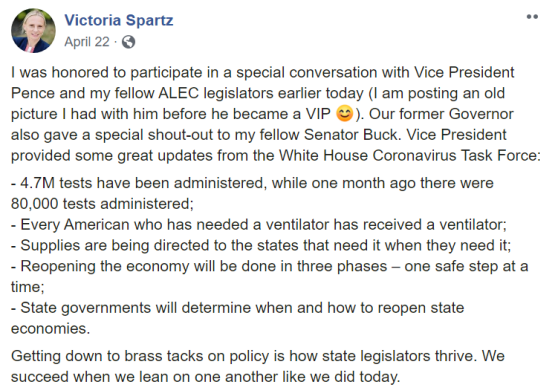 Victoria Spartz
April 22 ·
I was honored to participate in a special conversation with Vice President
Pence and my fellow ALEC legislators earlier today (I am posting an old
picture I had with him before he became a VIP 😊). Our former Governor
also gave a special shout-out to my fellow Senator Buck. Vice President
provided some great updates from the White House Coronavirus Task Force:
- 4.7M tests have been administered, while one month ago there were
80,000 tests administered;
- Every American who has needed a ventilator has received a ventilator;
- Supplies are being directed to the states that need it when they need it;
- Reopening the economy will be done in three phases – one safe step at a
time;
- State governments will determine when and how to reopen state
economies.
Getting down to brass tacks on policy is how state legislators thrive. We
succeed when we lean on one another like we did today.